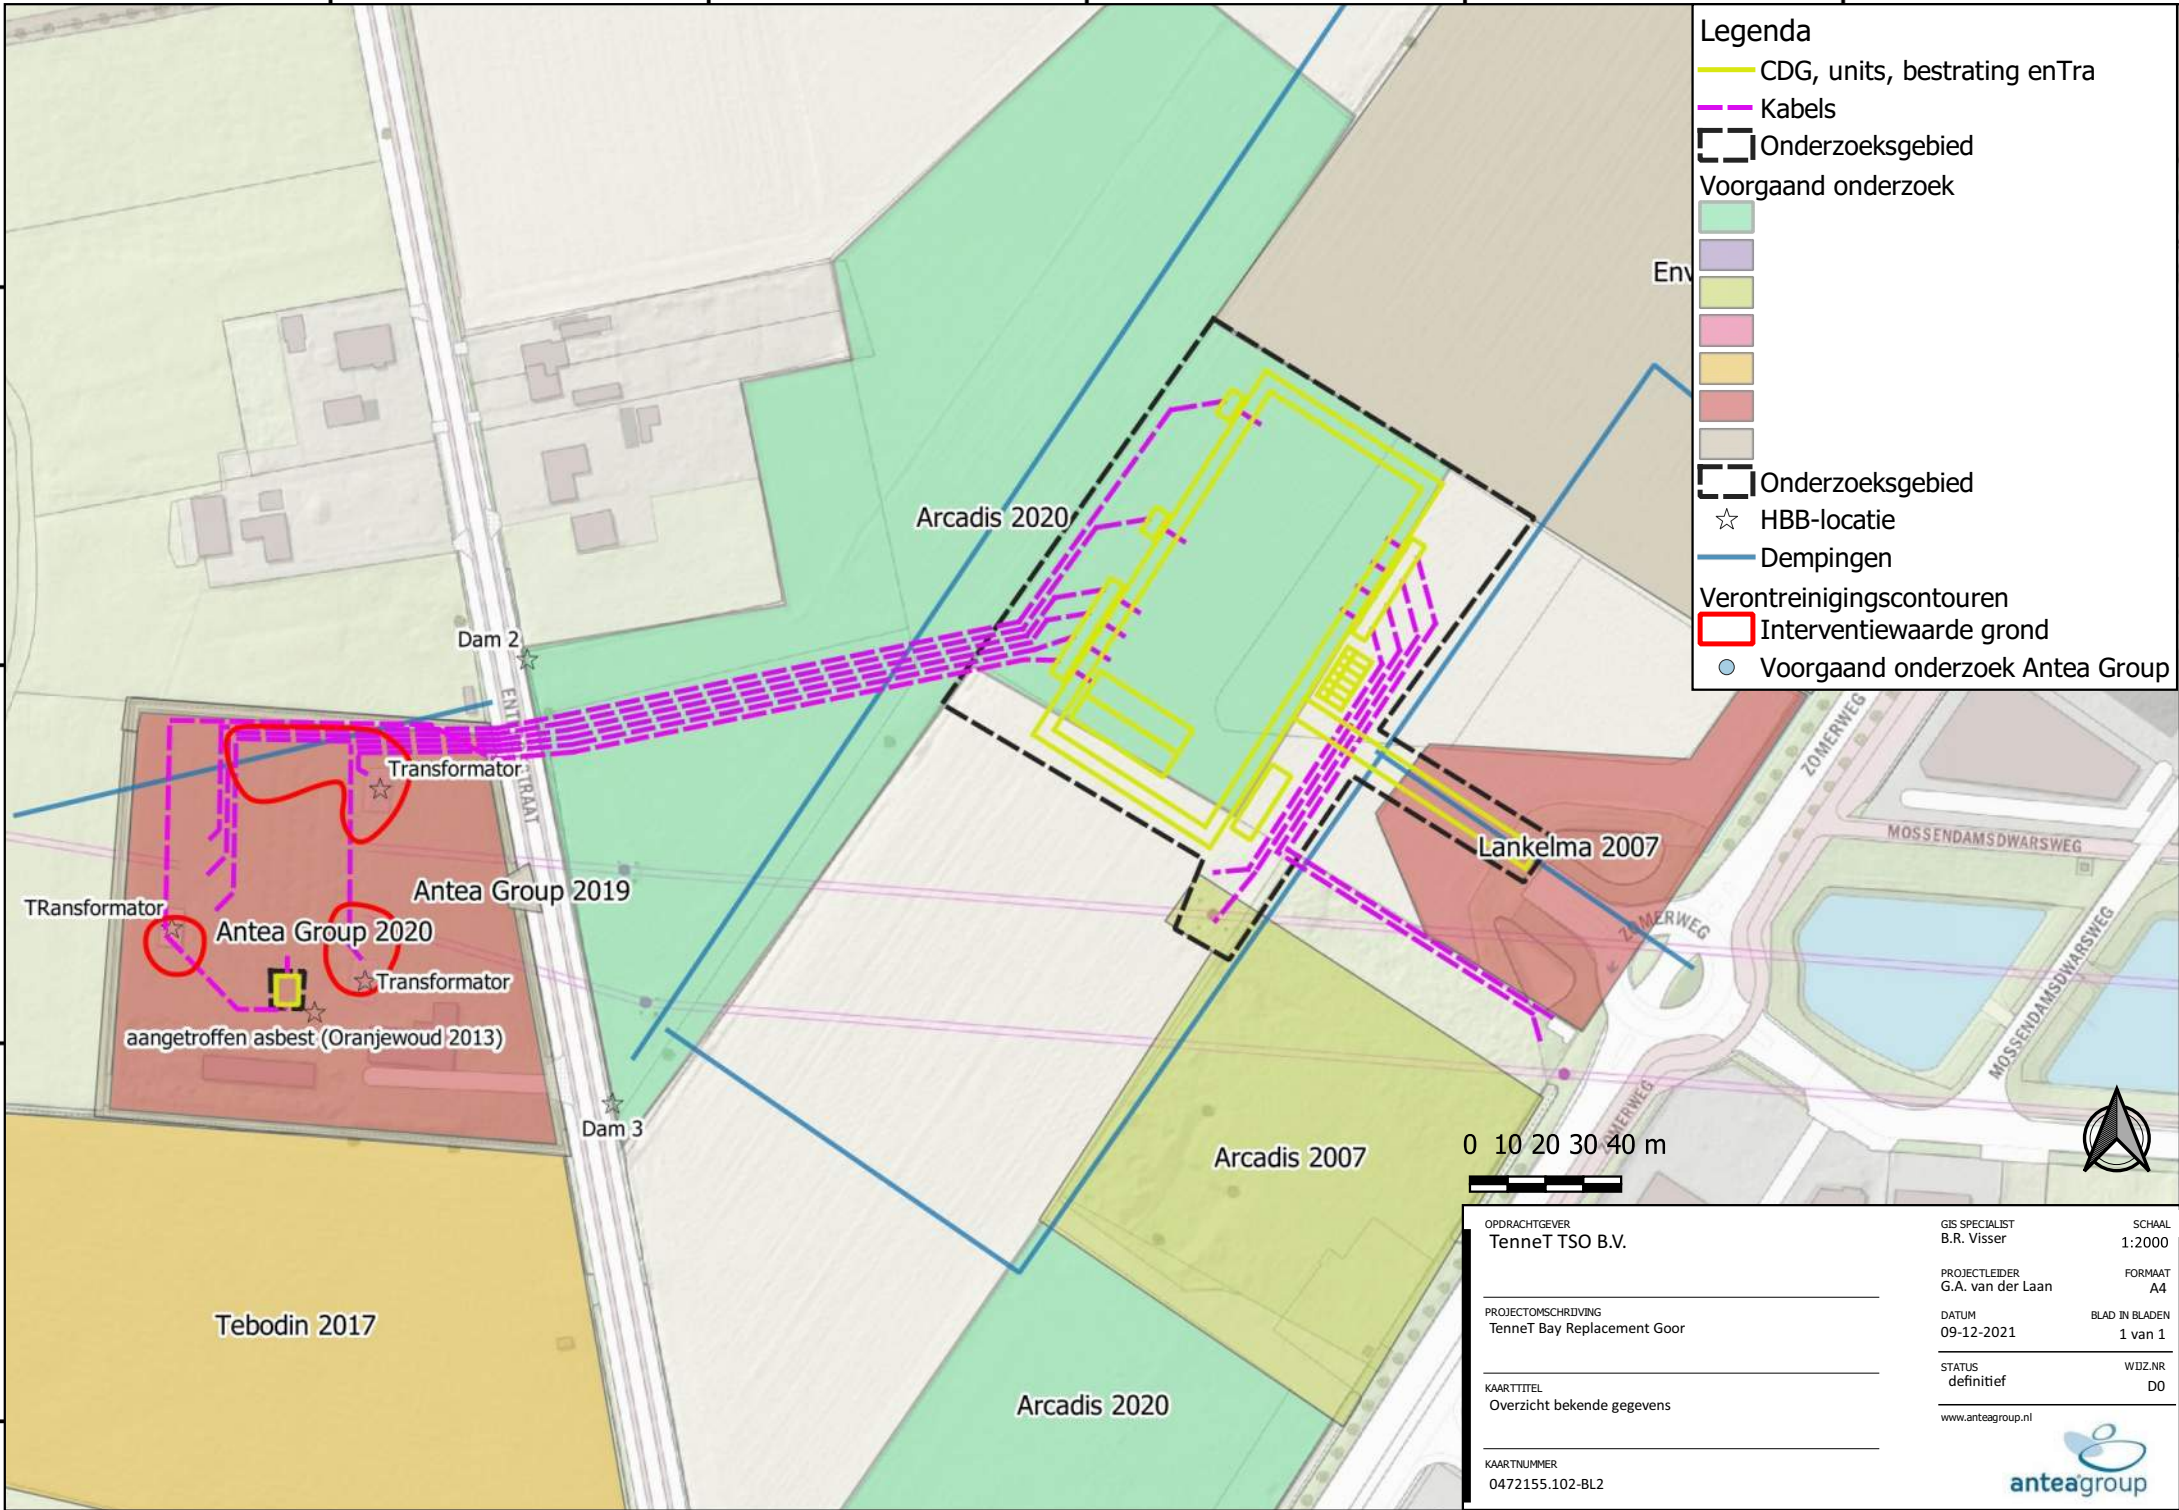 Legenda
CDG, units, bestrating enTra
Kabels
Onderzoeksgebied
Voorgaand onderzoek
Onderzoeksgebied
HBB-locatie
Dempingen
Verontreinigingscontouren
Interventiewaarde grond
Voorgaand onderzoek Antea Group
Arcadis 2020
Dam 2
Transformator
Antea Group 2019
TRansformator
Antea Group 2020
Transformator
aangetroffen asbest (Oranjewoud 2013)
Dam 3
Tebodin 2017
Lankelma 2007
Arcadis 2007
Arcadis 2020
ZOMERWEG
MOSSENDAMSDWARSWEG
ZOMERWEG
MOSSENDAMSDWARSWEG
ZOMERWEG
0 10 20 30 40 m
OPDRACHTGEVER
TenneT TSO B.V.
PROJECTOMSCHRIJVING
TenneT Bay Replacement Goor
KAARTTITEL
Overzicht bekende gegevens
KAARTNUMMER
0472155.102-BL2
GIS SPECIALIST
B.R. Visser
SCHAAL
1:2000
PROJECTLEIDER
G.A. van der Laan
FORMAAT
A4
DATUM
09-12-2021
BLAD IN BLADEN
1 van 1
STATUS
definitief
WIJZ.NR
D0
www.anteagroup.nl
anteagroup